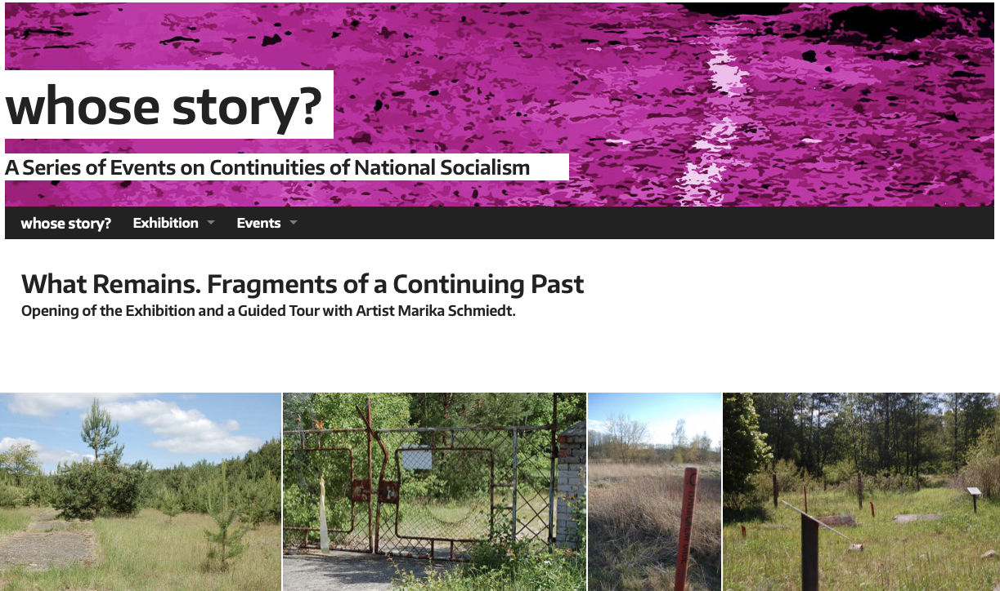 whose story?
A Series of Events on Continuities of National Socialism
whose story? Exhibition Events
What Remains. Fragments of a Continuing Past
Opening of the Exhibition and a Guided Tour with Artist Marika Schmiedt.